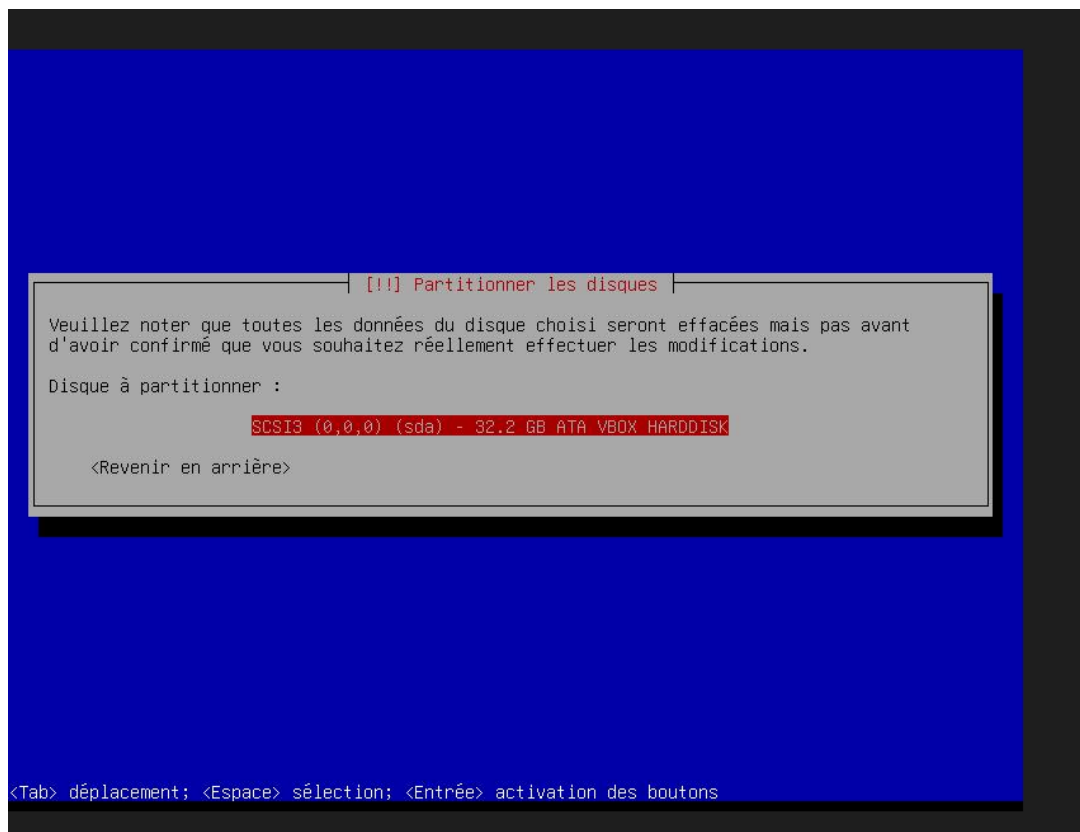 [!!] Partitionner les disques
Veuillez noter que toutes les données du disque choisi seront effacées mais pas avant
d'avoir confirmé que vous souhaitez réellement effectuer les modifications.
Disque à partitionner :
SCSI3 (0,0,0) (sda) - 32.2 GB ATA VBOX HARDDISK
<Revenir en arrière>
<Tab> déplacement; <Espace> sélection; <Entrée> activation des boutons